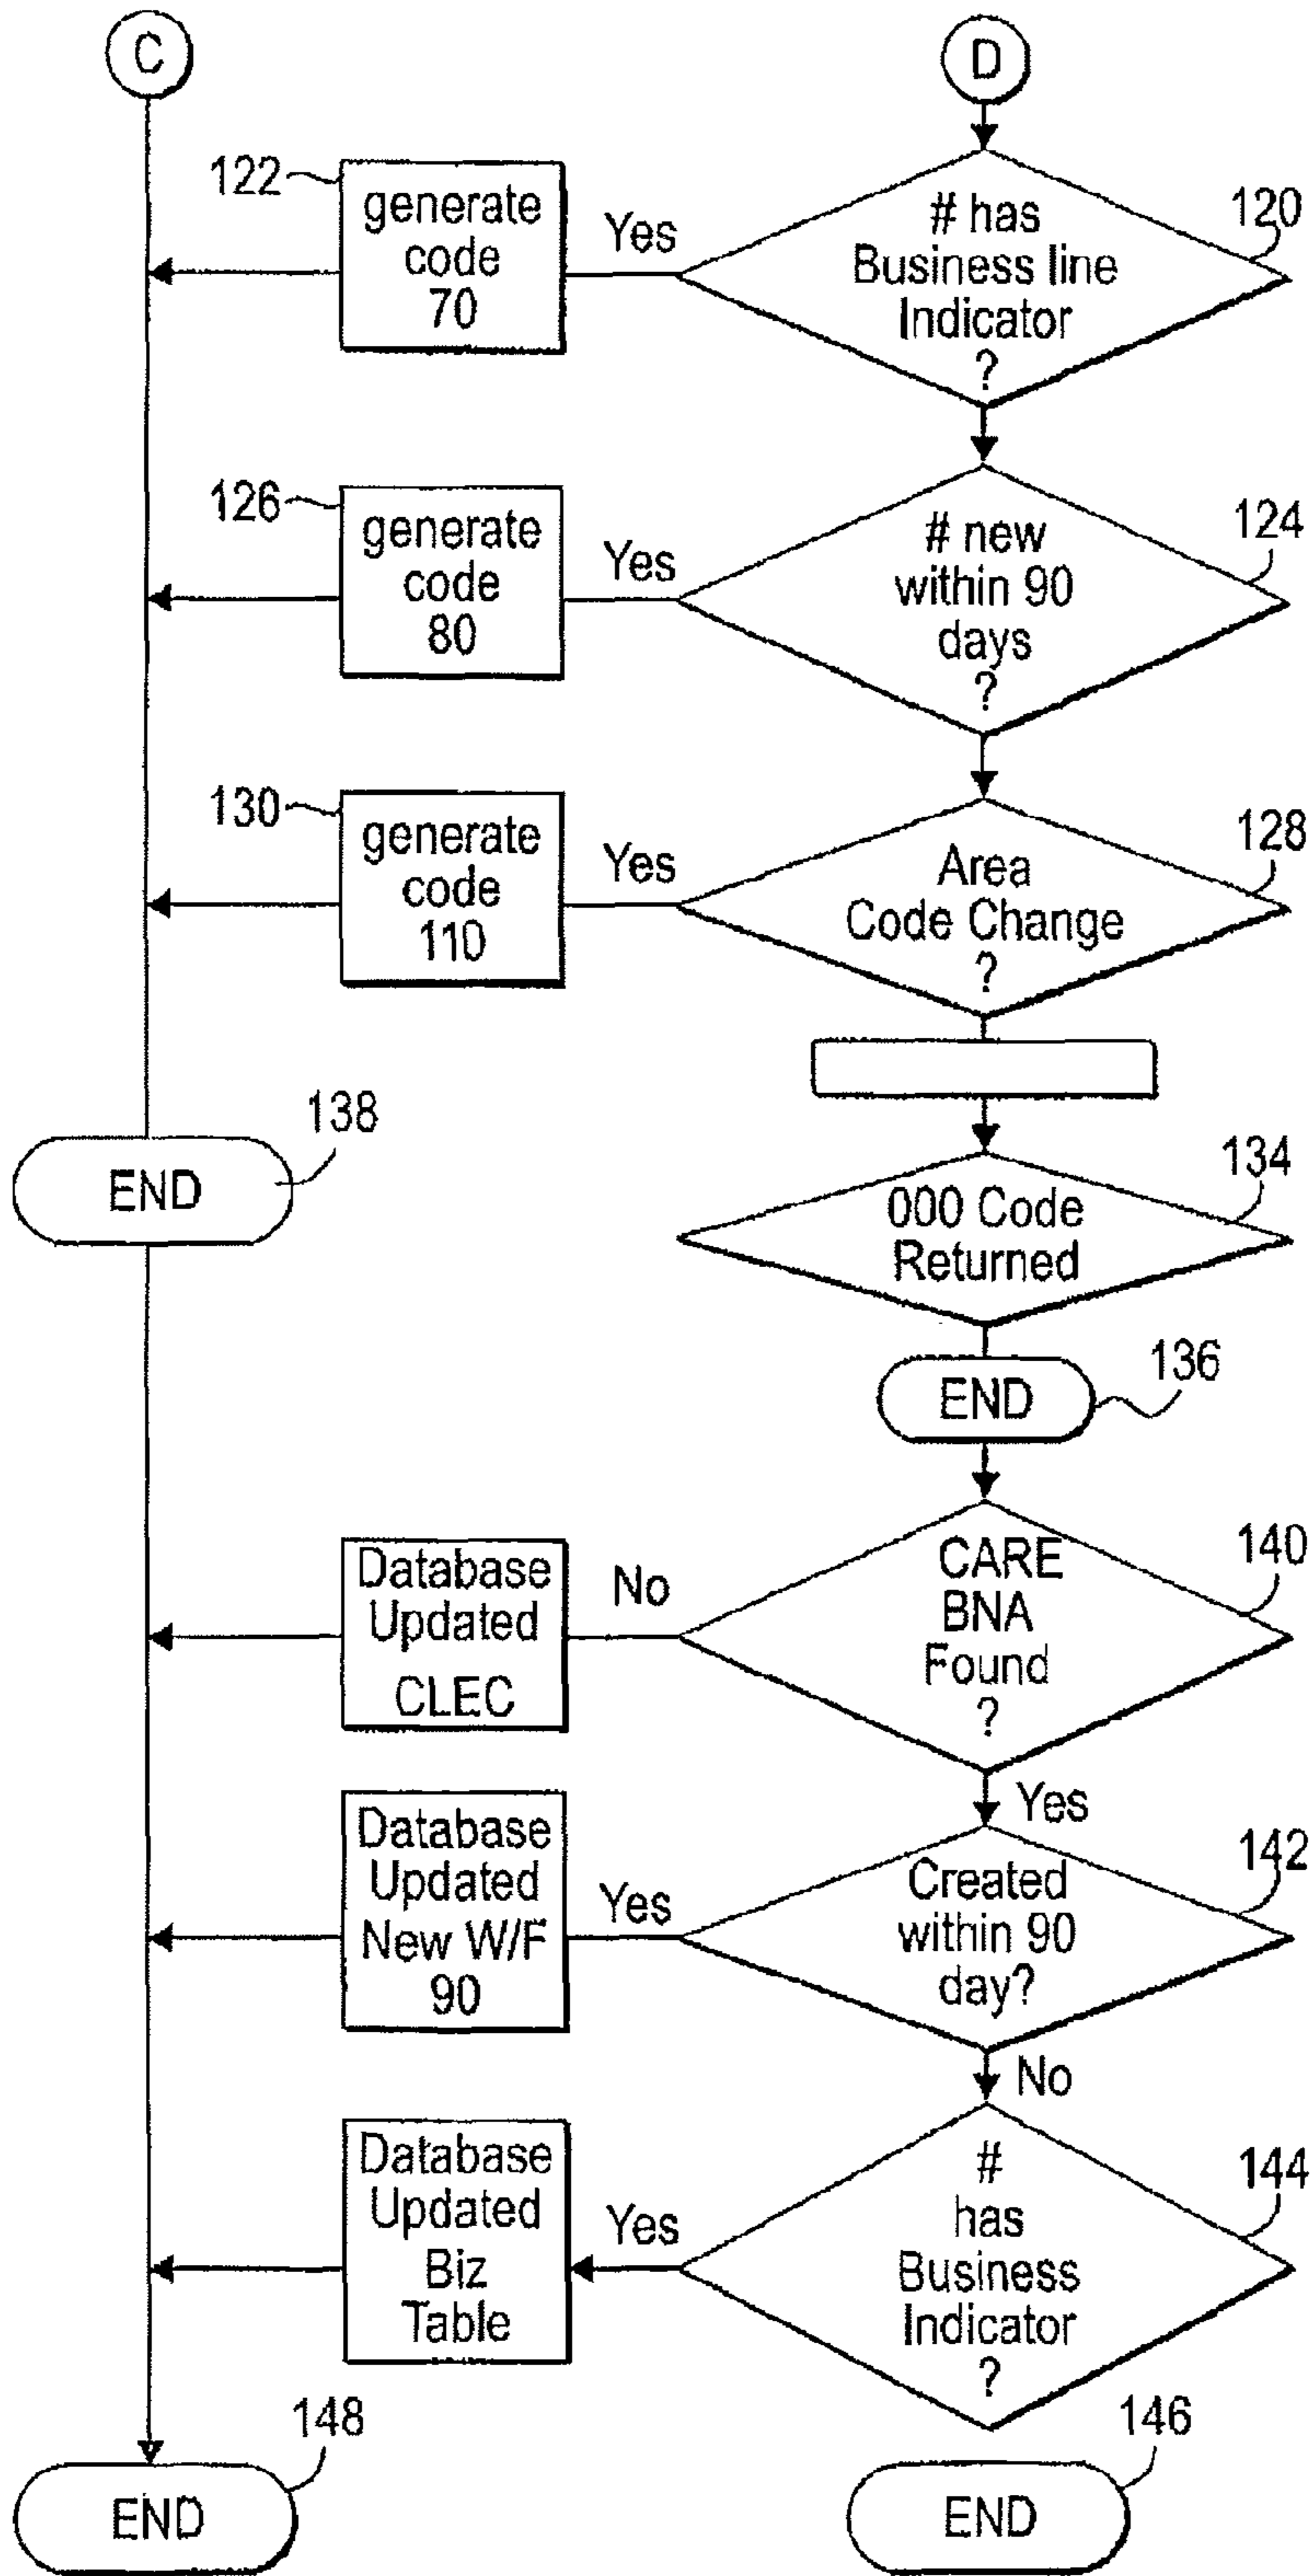 C
D
122
generate
code
70
Yes
# has
Business line
Indicator
?
120
126
generate
code
80
Yes
# new
within 90
days
?
124
130
generate
code
110
Yes
Area
Code Change
?
128
138
END
000 Code
Returned
134
END
136
Database
Updated
CLEC
No
CARE
BNA
Found
?
140
Yes
Database
Updated
New W/F
90
Yes
Created
within 90
day?
142
No
Database
Updated
Biz
Table
Yes
#
has
Business
Indicator
?
144
148
END
146
END